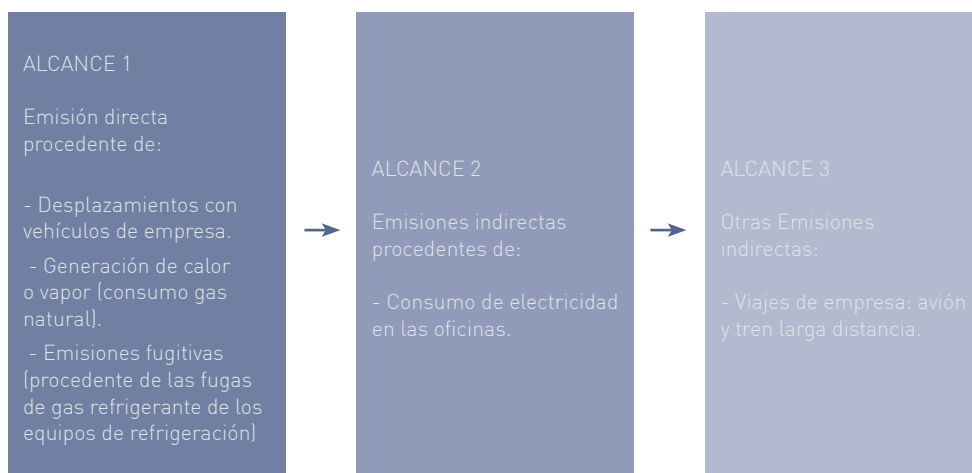 ALCANCE 1
Emisión directa
procedente de:
- Desplazamientos con
vehículos de empresa.
- Generación de calor
o vapor (consumo gas
natural).
- Emisiones fugitivas
(procedente de las fugas
de gas refrigerante de los
equipos de refrigeración)
ALCANCE 2
Emisiones indirectas
procedentes de:
- Consumo de electricidad
en las oficinas.
ALCANCE 3
Otras Emisiones
indirectas:
- Viajes de empresa: avión
y tren larga distancia.